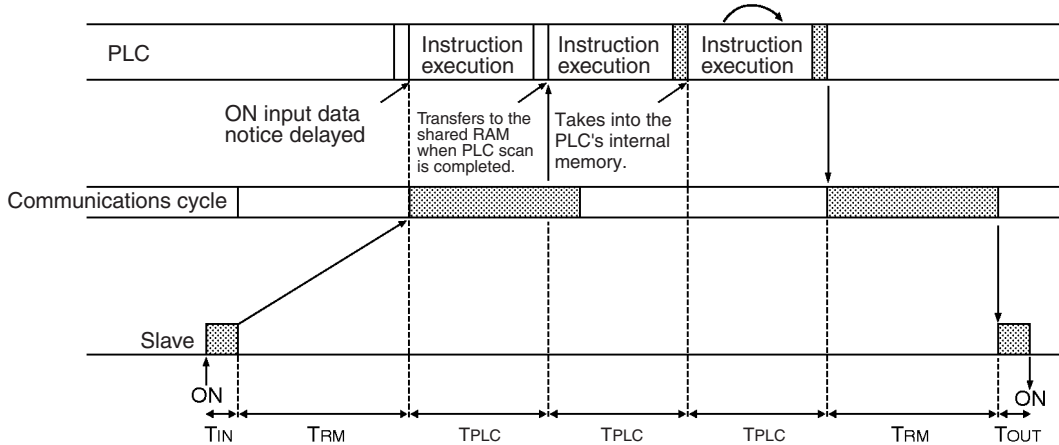 PLC
Instruction
execution
Instruction
execution
Instruction
execution
ON input data
notice delayed
Transfers to the
shared RAM
when PLC scan
is completed.
Takes into the
PLC's internal
memory.
Communications cycle
Slave
ON
ON
TIN
TRM
TPLC
TPLC
TPLC
TRM
TOUT